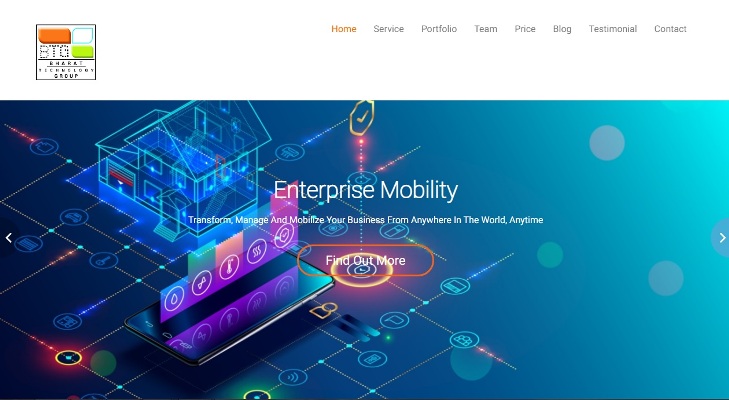 BTG
BHARAT
TECHNOLOGY
GROUP
Home Service Portfolio Team Price Blog Testimonial Contact
Enterprise Mobility
Transform, Manage And Mobilize Your Business From Anywhere In The World, Anytime
Find Out More